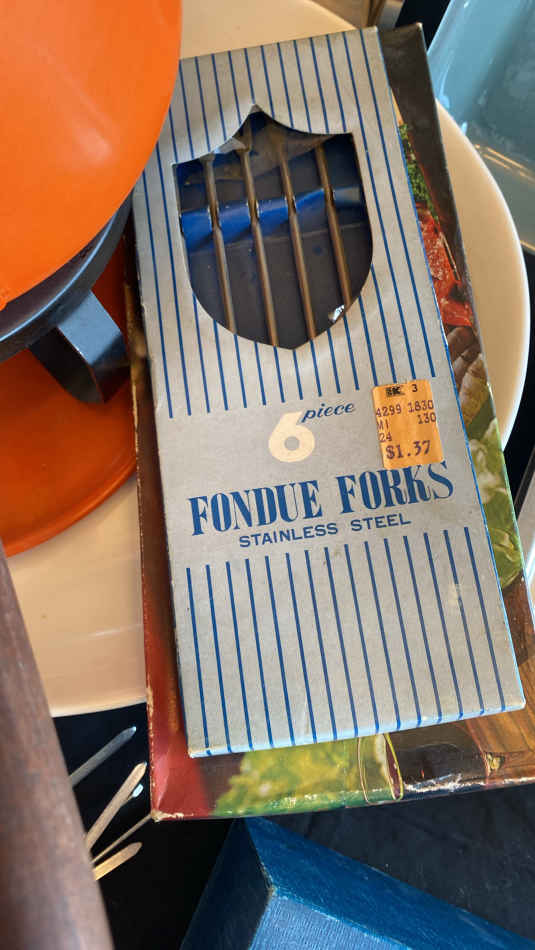 3
4299 1830
MI 130
24
$1.37
6 piece
FONDUE FORKS
STAINLESS STEEL